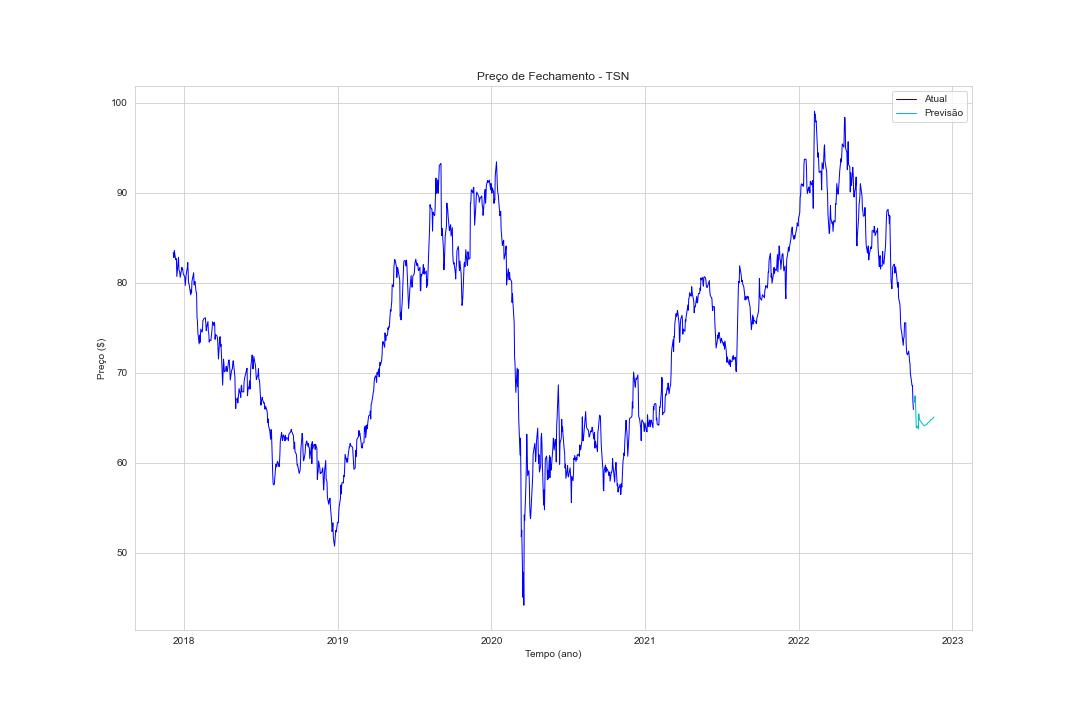 Preço de Fechamento - TSN
Atual
Previsão
100
90
80
70
60
50
Preço ($)
2018 2019 2020 2021 2022 2023
Tempo (ano)